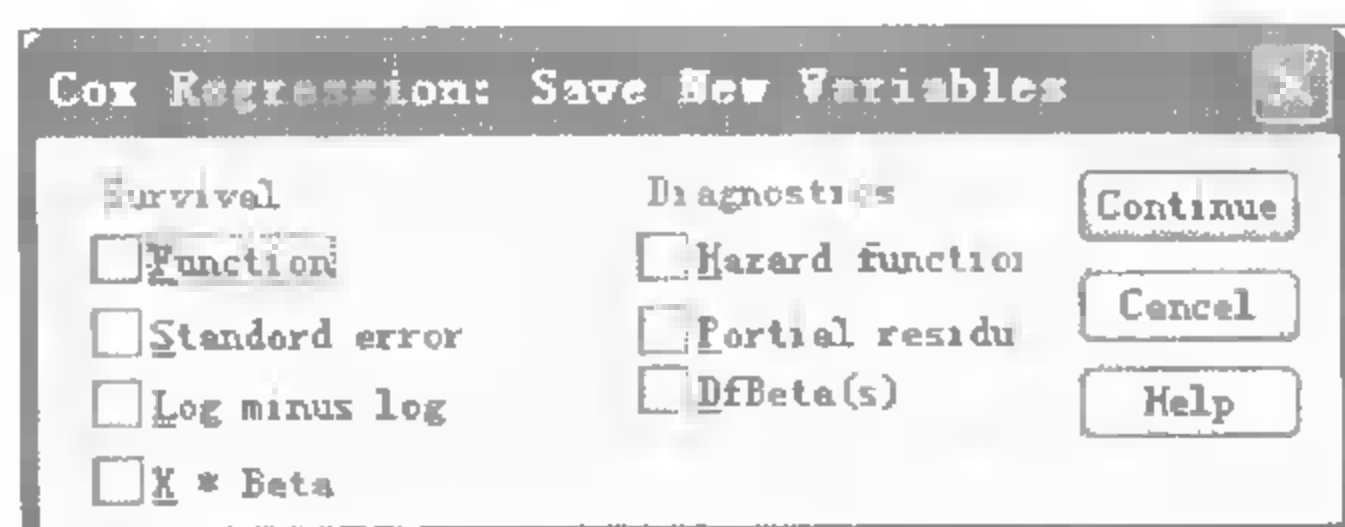 Cox Regression: Save New Variables
Survival
Function
Standard error
Log minus log
X * Beta
Diagnostics
Hazard function
Partial residu
DfBeta(s)
Continue
Cancel
Help